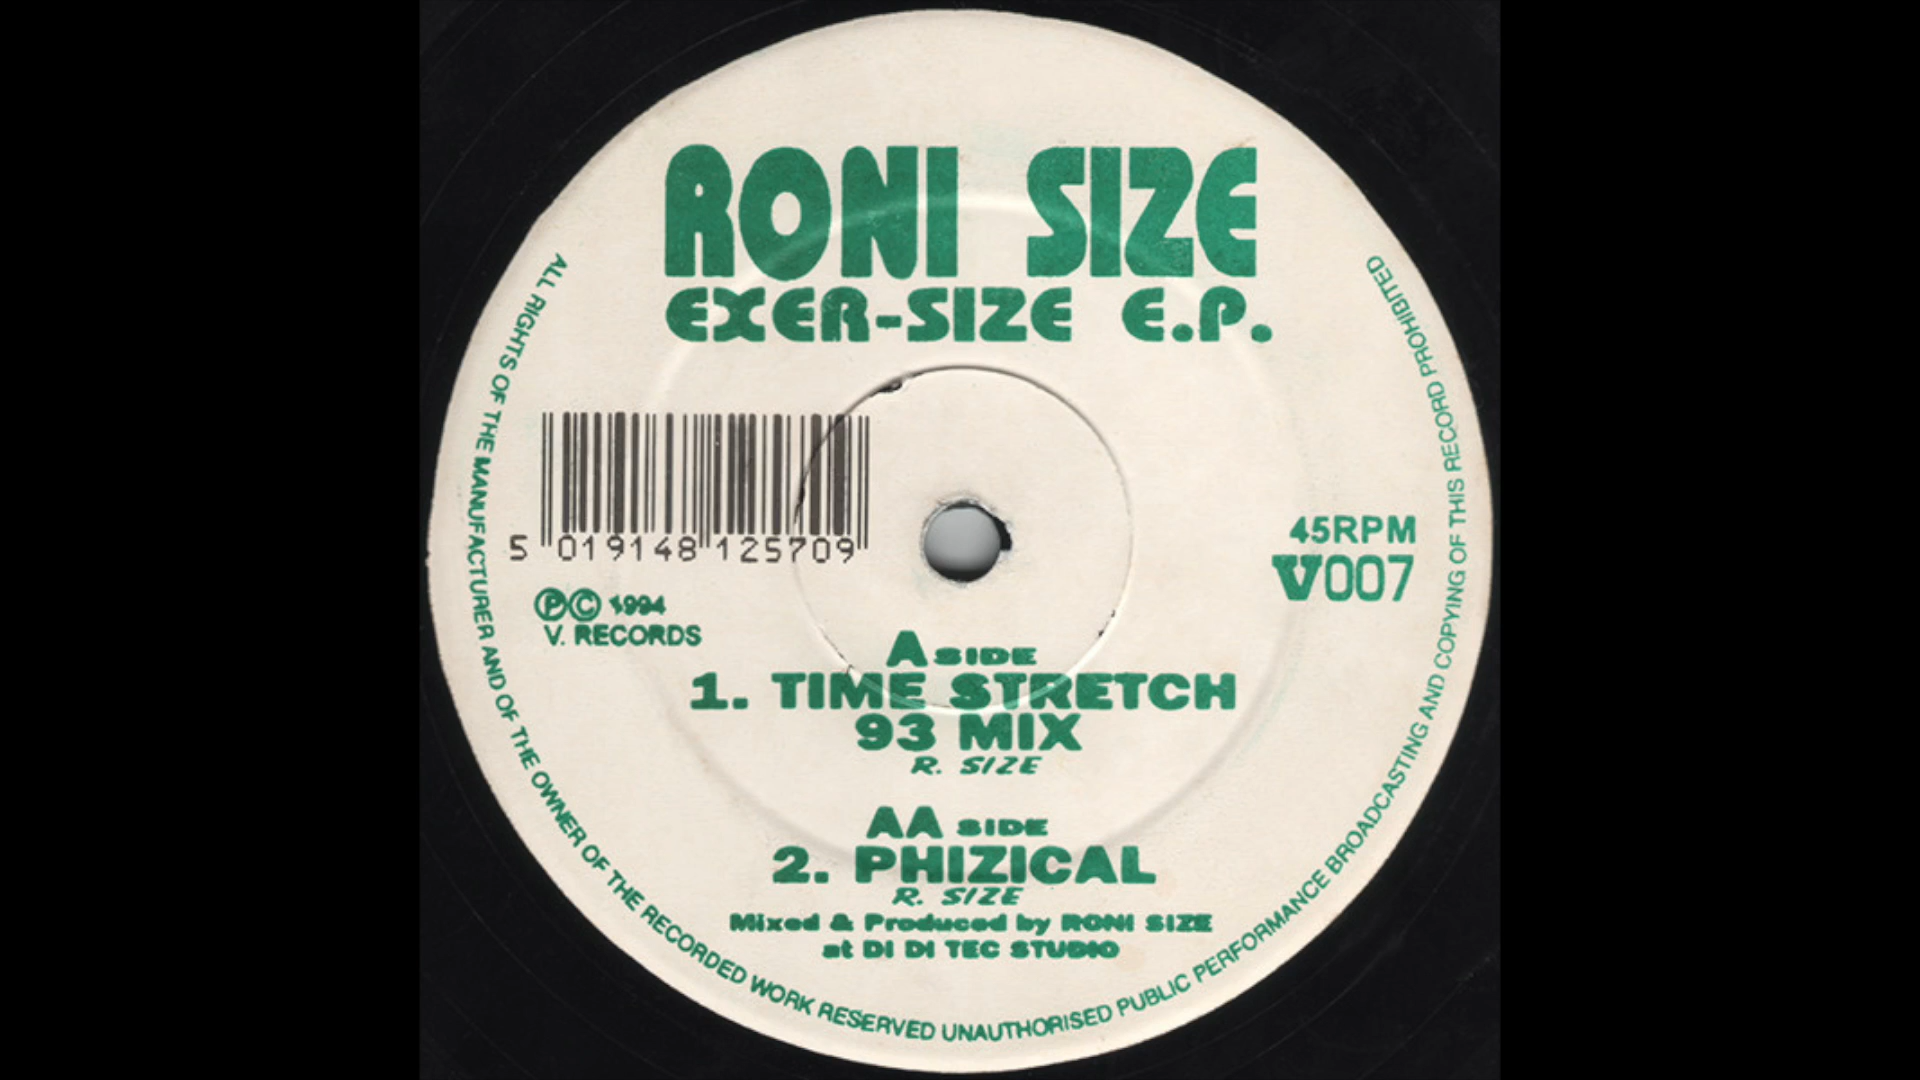 RONI SIZE
EXER-SIZE E.P.
5 019148 125709
℗© 1994
V. RECORDS
45RPM
V007
A SIDE
1. TIME STRETCH
93 MIX
R. SIZE
AA SIDE
2. PHIZICAL
R. SIZE
Mixed & Produced by RONI SIZE
at DI DI TEC STUDIO
ALL RIGHTS OF THE MANUFACTURER AND OF THE OWNER OF THE RECORDED WORK RESERVED UNAUTHORISED PUBLIC PERFORMANCE BROADCASTING AND COPYING OF THIS RECORD PROHIBITED